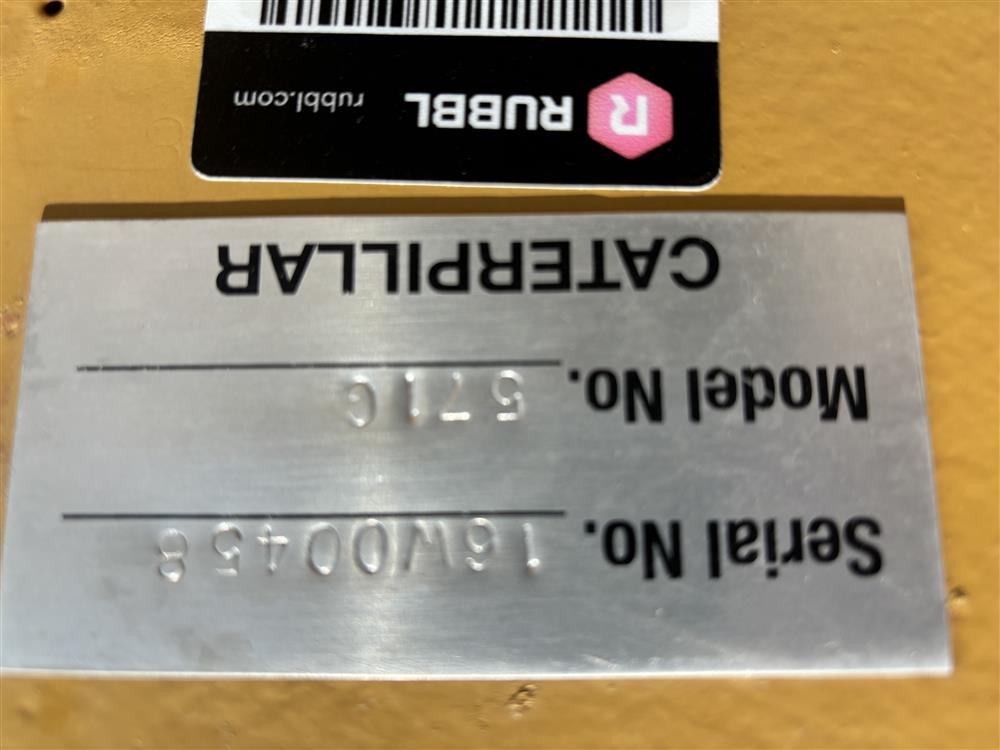 Serial No. 16W00458
Model No. 571G
CATERPILLAR
R RUBBL rubbl.com